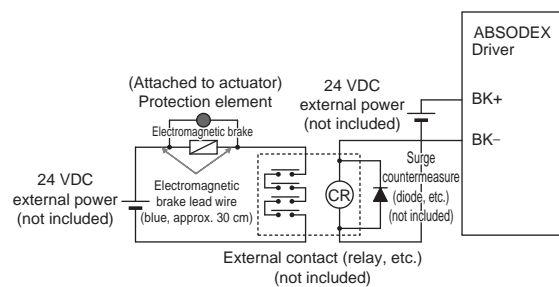 ABSODEX
Driver
(Attached to actuator)
Protection element
24 VDC
external power
(not included)
BK+
Electromagnetic brake
BK−
Surge
countermeasure
(diode, etc.)
(not included)
24 VDC
external power
(not included)
Electromagnetic
brake lead wire
(blue, approx. 30 cm)
CR
External contact (relay, etc.)
(not included)